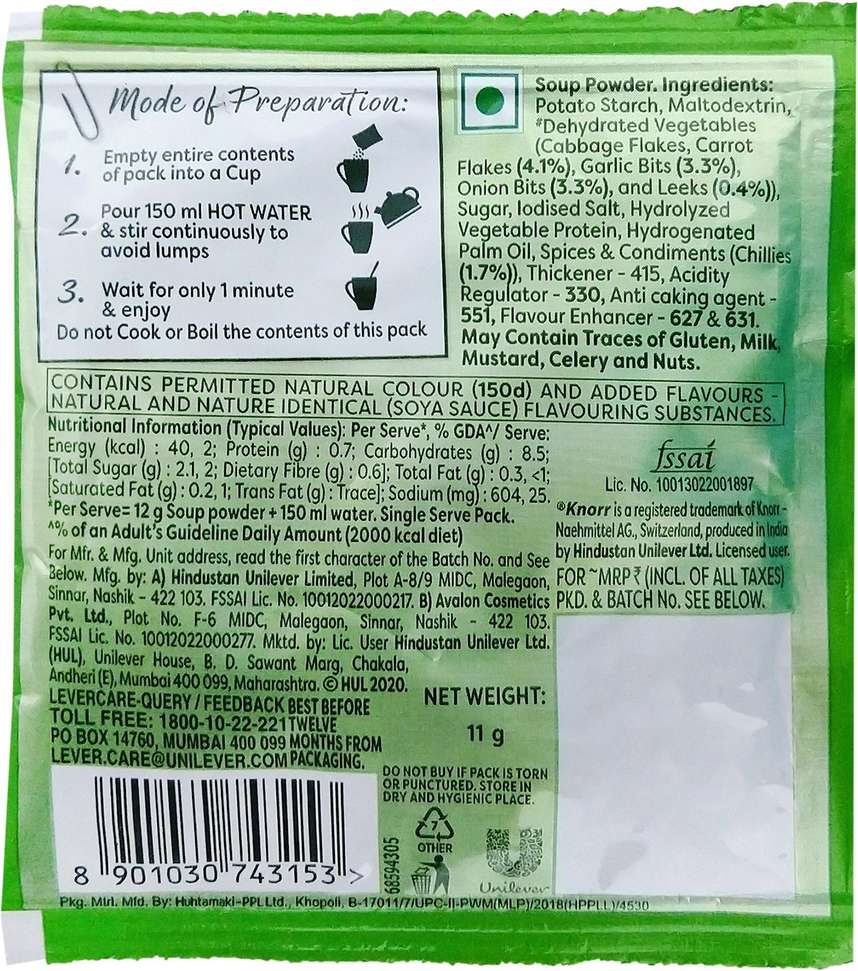 Mode of Preparation:
1. Empty entire contents
of pack into a Cup
2. Pour 150 ml HOT WATER
& stir continuously to
avoid lumps
3. Wait for only 1 minute
& enjoy
Do not Cook or Boil the contents of this pack
Soup Powder. Ingredients:
Potato Starch, Maltodextrin,
#Dehydrated Vegetables
(Cabbage Flakes, Carrot
Flakes (4.1%), Garlic Bits (3.3%),
Onion Bits (3.3%), and Leeks (0.4%)),
Sugar, Iodised Salt, Hydrolyzed
Vegetable Protein, Hydrogenated
Palm Oil, Spices & Condiments (Chillies
(1.7%)), Thickener - 415, Acidity
Regulator - 330, Anti caking agent -
551, Flavour Enhancer - 627 & 631.
May Contain Traces of Gluten, Milk,
Mustard, Celery and Nuts.
CONTAINS PERMITTED NATURAL COLOUR (150d) AND ADDED FLAVOURS -
NATURAL AND NATURE IDENTICAL (SOYA SAUCE) FLAVOURING SUBSTANCES.
Nutritional Information (Typical Values): Per Serve*, % GDA^/ Serve:
Energy (kcal) : 40, 2; Protein (g) : 0.7; Carbohydrates (g) : 8.5;
[Total Sugar (g) : 2.1, 2; Dietary Fibre (g) : 0.6]; Total Fat (g) : 0.3, <1;
[Saturated Fat (g) : 0.2, 1; Trans Fat (g) : Trace]; Sodium (mg) : 604, 25.
*Per Serve= 12 g Soup powder + 150 ml water. Single Serve Pack.
^% of an Adult's Guideline Daily Amount (2000 kcal diet)
For Mfr. & Mfg. Unit address, read the first character of the Batch No. and See
Below. Mfg. by: A) Hindustan Unilever Limited, Plot A-8/9 MIDC, Malegaon,
Sinnar, Nashik - 422 103. FSSAI Lic. No. 10012022000217. B) Avalon Cosmetics
Pvt. Ltd., Plot No. F-6 MIDC, Malegaon, Sinnar, Nashik - 422 103.
FSSAI Lic. No. 10012022000277. Mktd. by: Lic. User Hindustan Unilever Ltd.
(HUL), Unilever House, B. D. Sawant Marg, Chakala,
Andheri (E), Mumbai 400 099, Maharashtra. © HUL 2020.
fssai
Lic. No. 10013022001897
®Knorr is a registered trademark of Knorr-
Naehrmittel AG., Switzerland, produced in India
by Hindustan Unilever Ltd. Licensed user.
FOR ~MRP ₹ (INCL. OF ALL TAXES)
PKD. & BATCH No. SEE BELOW.
LEVERCARE-QUERY / FEEDBACK
TOLL FREE: 1800-10-22-221
PO BOX 14760, MUMBAI 400 099
LEVER.CARE@UNILEVER.COM
BEST BEFORE
TWELVE
MONTHS FROM
PACKAGING.
NET WEIGHT:
11 g
DO NOT BUY IF PACK IS TORN
OR PUNCTURED. STORE IN
DRY AND HYGIENIC PLACE.
7
OTHER
68594305
Unilever
8 901030 743153 >
Pkg. Mtrl. Mfd. By: Huhtamaki-PPL Ltd., Khopoli, B-17011/7/UPC-II-PWM(MLP)/2018(HPPLL)/4530